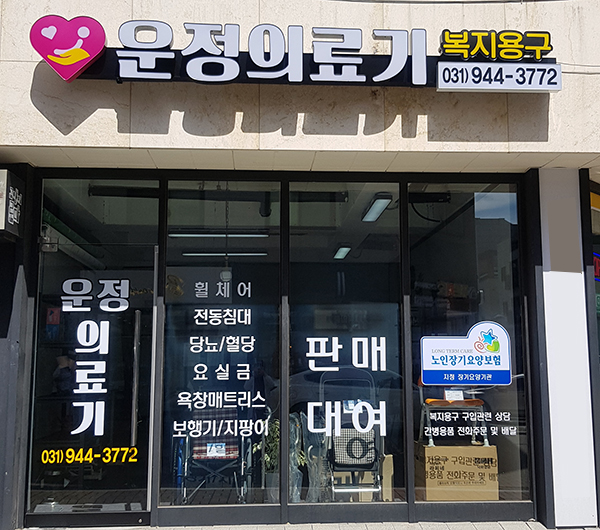 운정의료기
복지용구
031) 944-3772
운정
의
료
기
031) 944-3772
휠체어
전동침대
당뇨/혈당
요실금
욕창매트리스
보행기/지팡이
판매
대여
LONG TERM CARE
노인장기요양보험
지정 장기요양기관
복지용구 구입관련 상담
간병용품 전화주문 및 배달